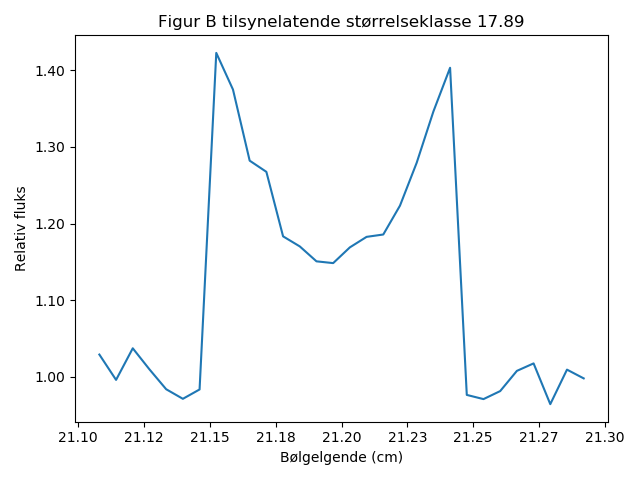 Figur B tilsynelatende størrelseklasse 17.89
1.40
1.30
1.20
1.10
1.00
Relativ fluks
21.10 21.12 21.15 21.18 21.20 21.23 21.25 21.27 21.30
Bølgelgende (cm)